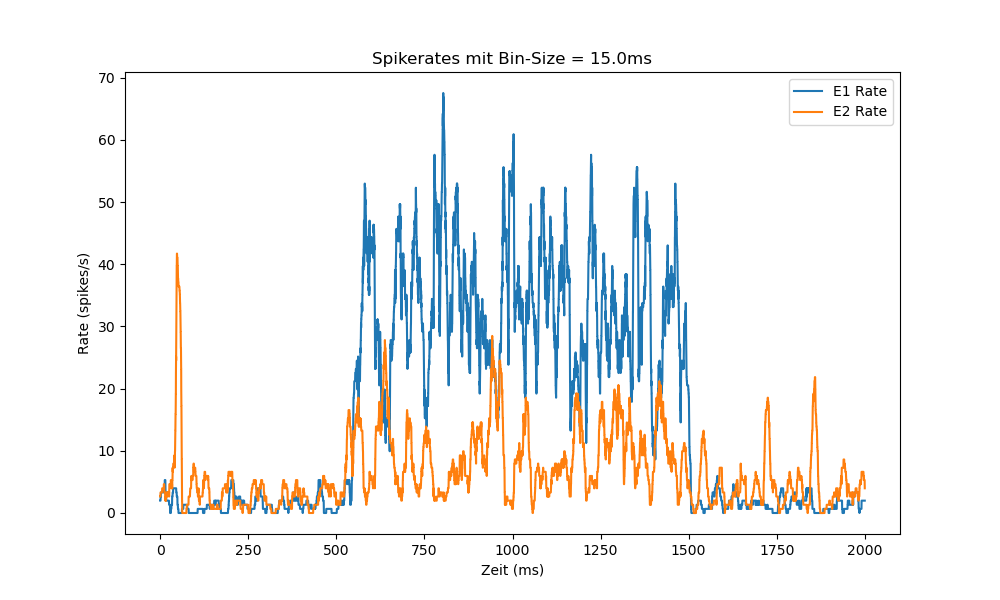 Spikerates mit Bin-Size = 15.0ms
E1 Rate
E2 Rate
Rate (spikes/s)
70
60
50
40
30
20
10
0
0 250 500 750 1000 1250 1500 1750 2000
Zeit (ms)